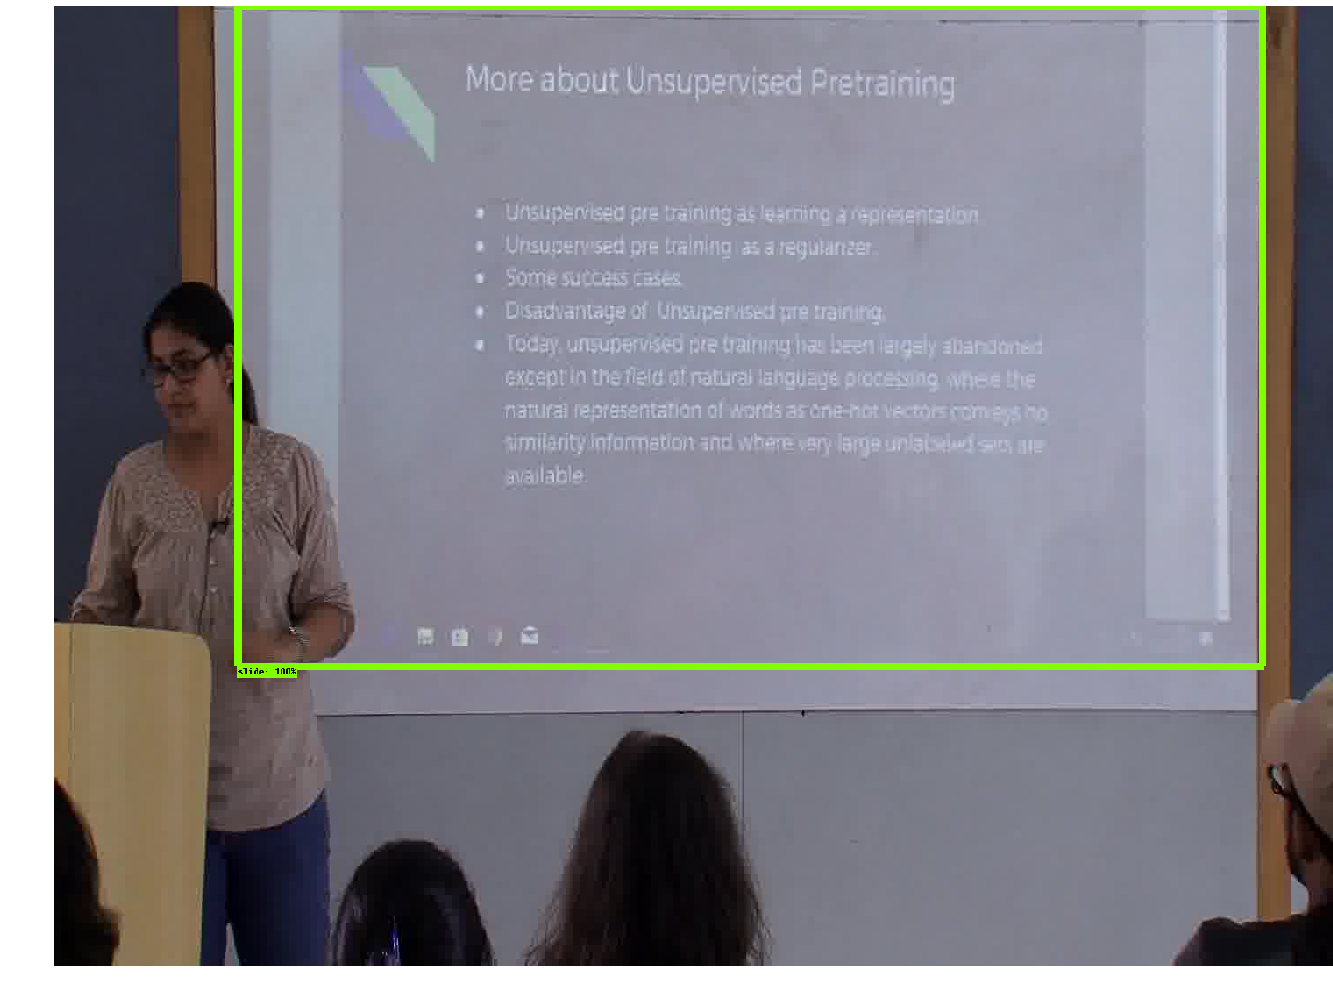 More about Unsupervised Pretraining
Unsupervised pre training as learning a representation
Unsupervised pre training as a regularizer.
Some success cases.
Disadvantage of Unsupervised pre training.
Today, unsupervised pre training has been largely abandoned
except in the field of natural language processing, where the
natural representation of words as one-hot vectors conveys no
similarity information and where very large unlabeled sets are
available.
slide: 100%